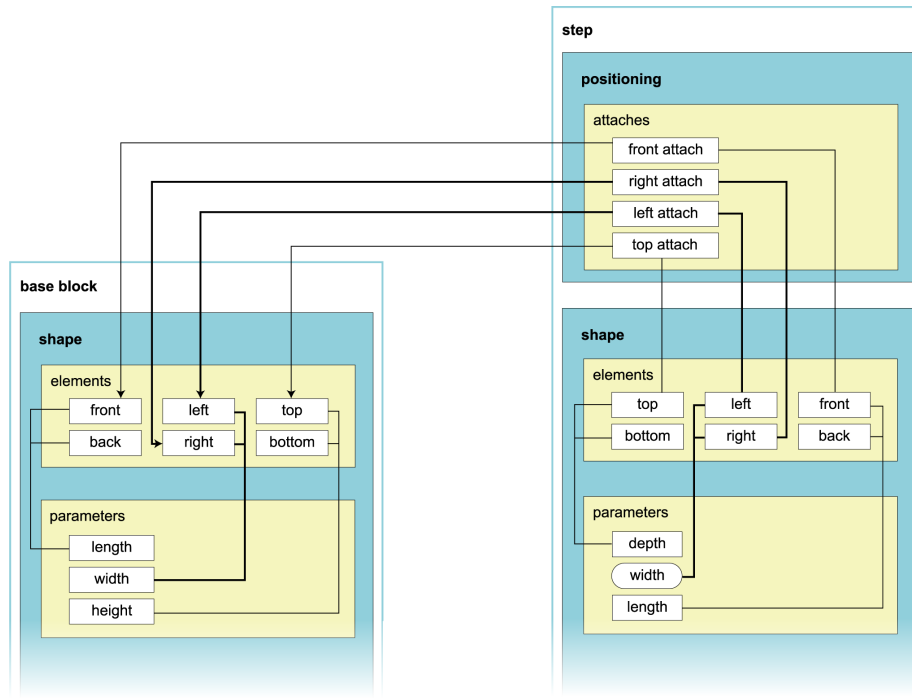 step
positioning
attaches
front attach
right attach
left attach
top attach
base block
shape
elements
front left top
back right bottom
parameters
length
width
height
shape
elements
top left front
bottom right back
parameters
depth
width
length